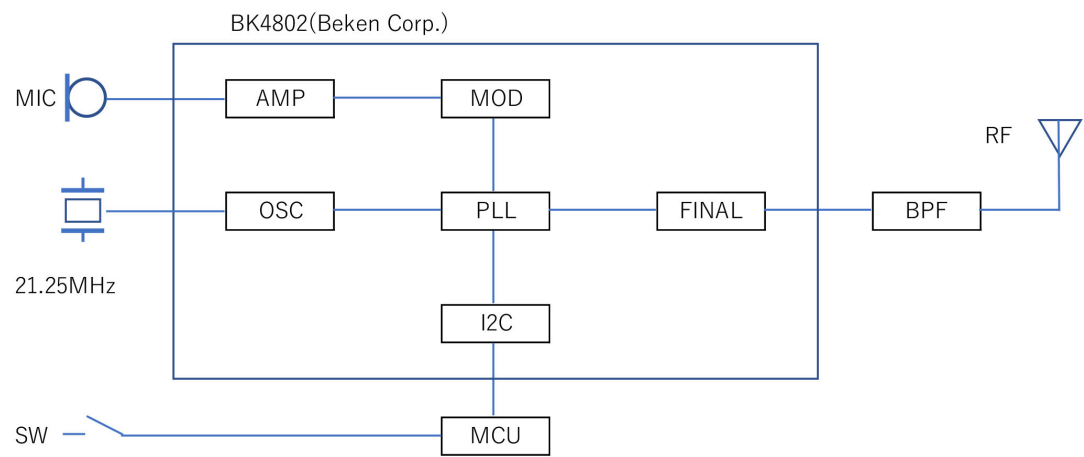 BK4802(Beken Corp.)
MIC
AMP
MOD
RF
OSC
PLL
FINAL
BPF
21.25MHz
I2C
SW
MCU